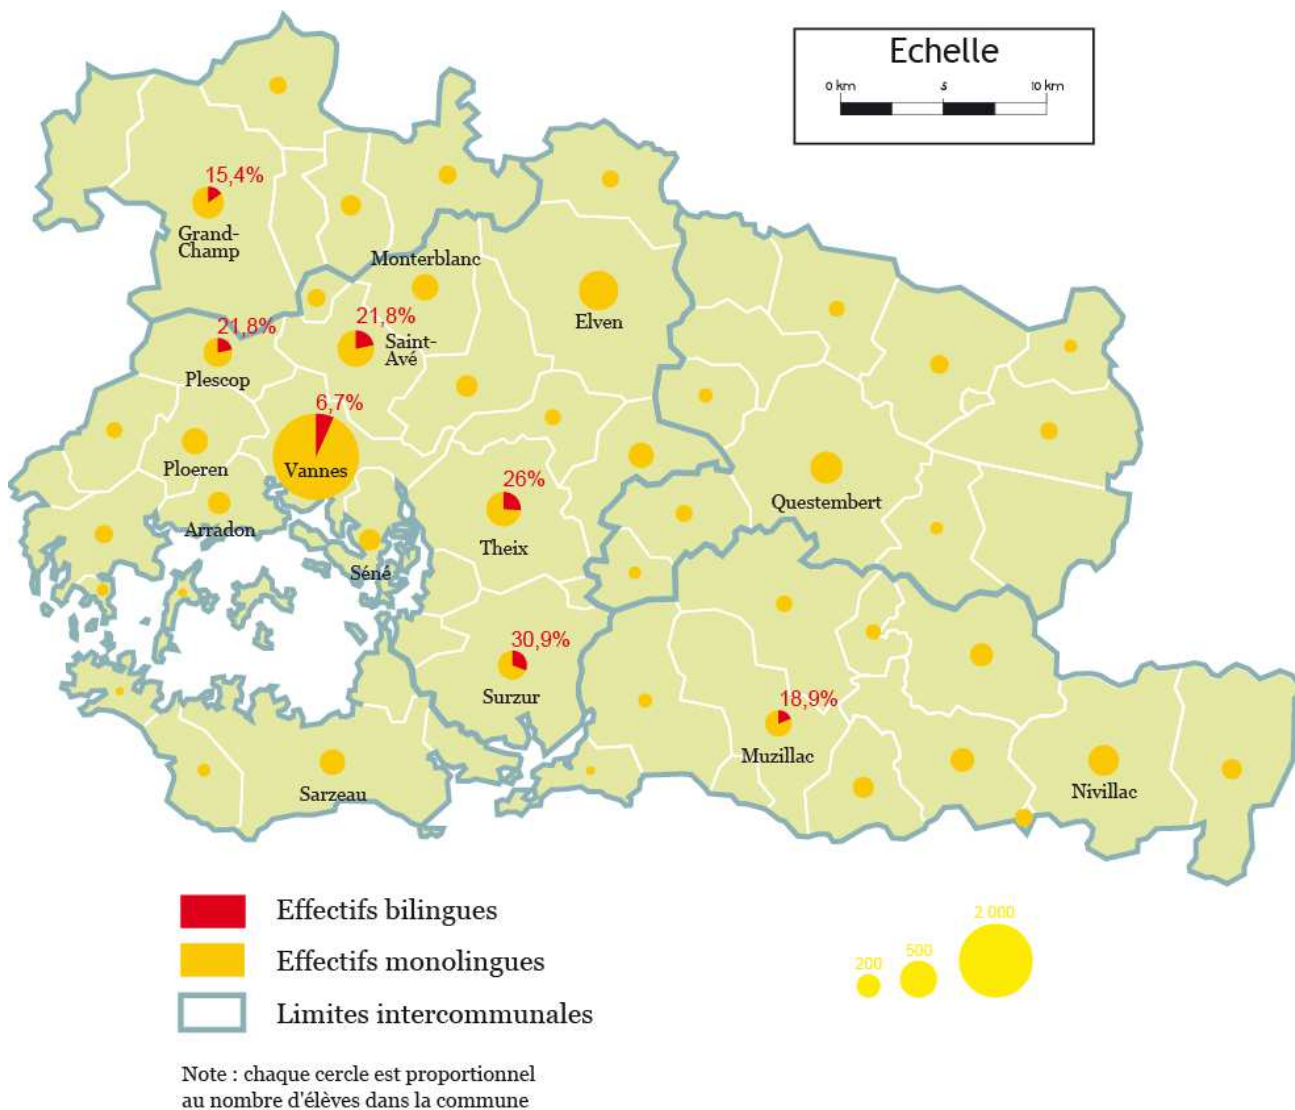 Echelle
0 km 5 10 km
15,4%
Grand-
Champ
Monterblanc
Elven
21,8%
Plescop
21,8%
Saint-
Avé
6,7%
Vannes
Ploeren
Arradon
Séné
26%
Theix
Questembert
30,9%
Surzur
18,9%
Muzillac
Sarzeau
Nivillac
Effectifs bilingues
Effectifs monolingues
Limites intercommunales
200 500 2 000
Note : chaque cercle est proportionnel
au nombre d'élèves dans la commune